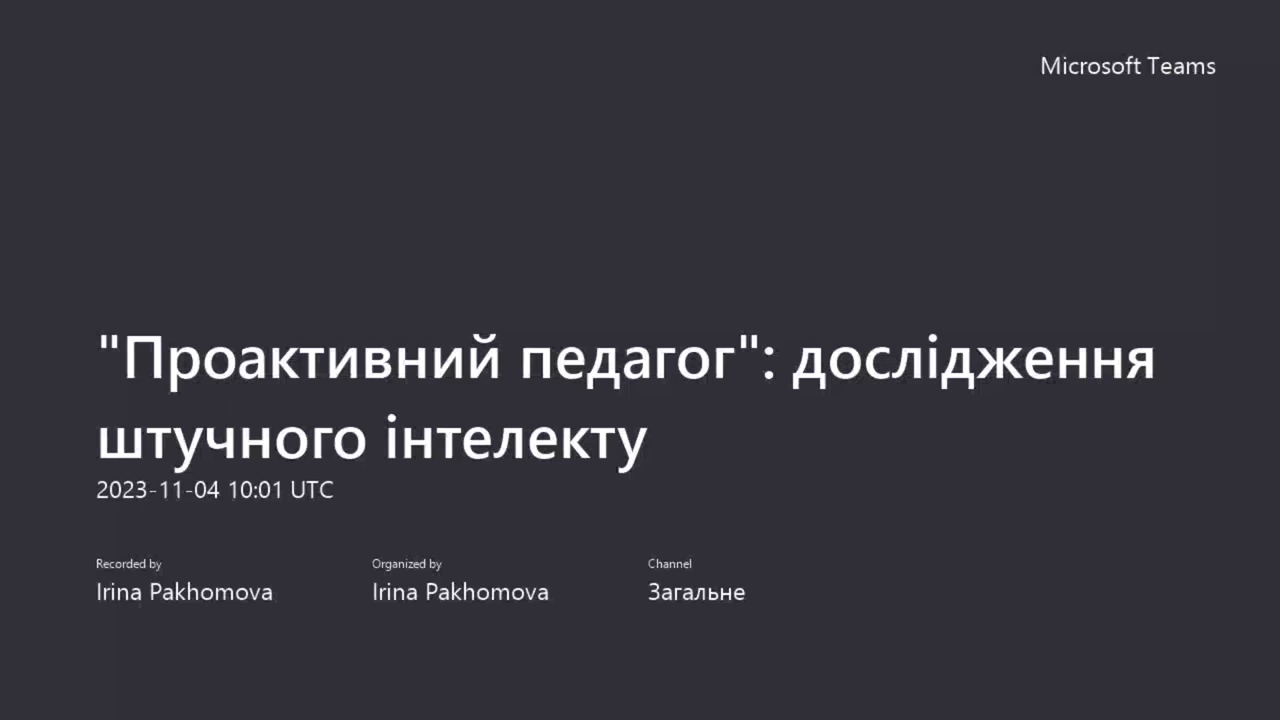 Microsoft Teams
"Проактивний педагог": дослідження
штучного інтелекту
2023-11-04 10:01 UTC
Recorded by
Irina Pakhomova
Organized by
Irina Pakhomova
Channel
Загальне